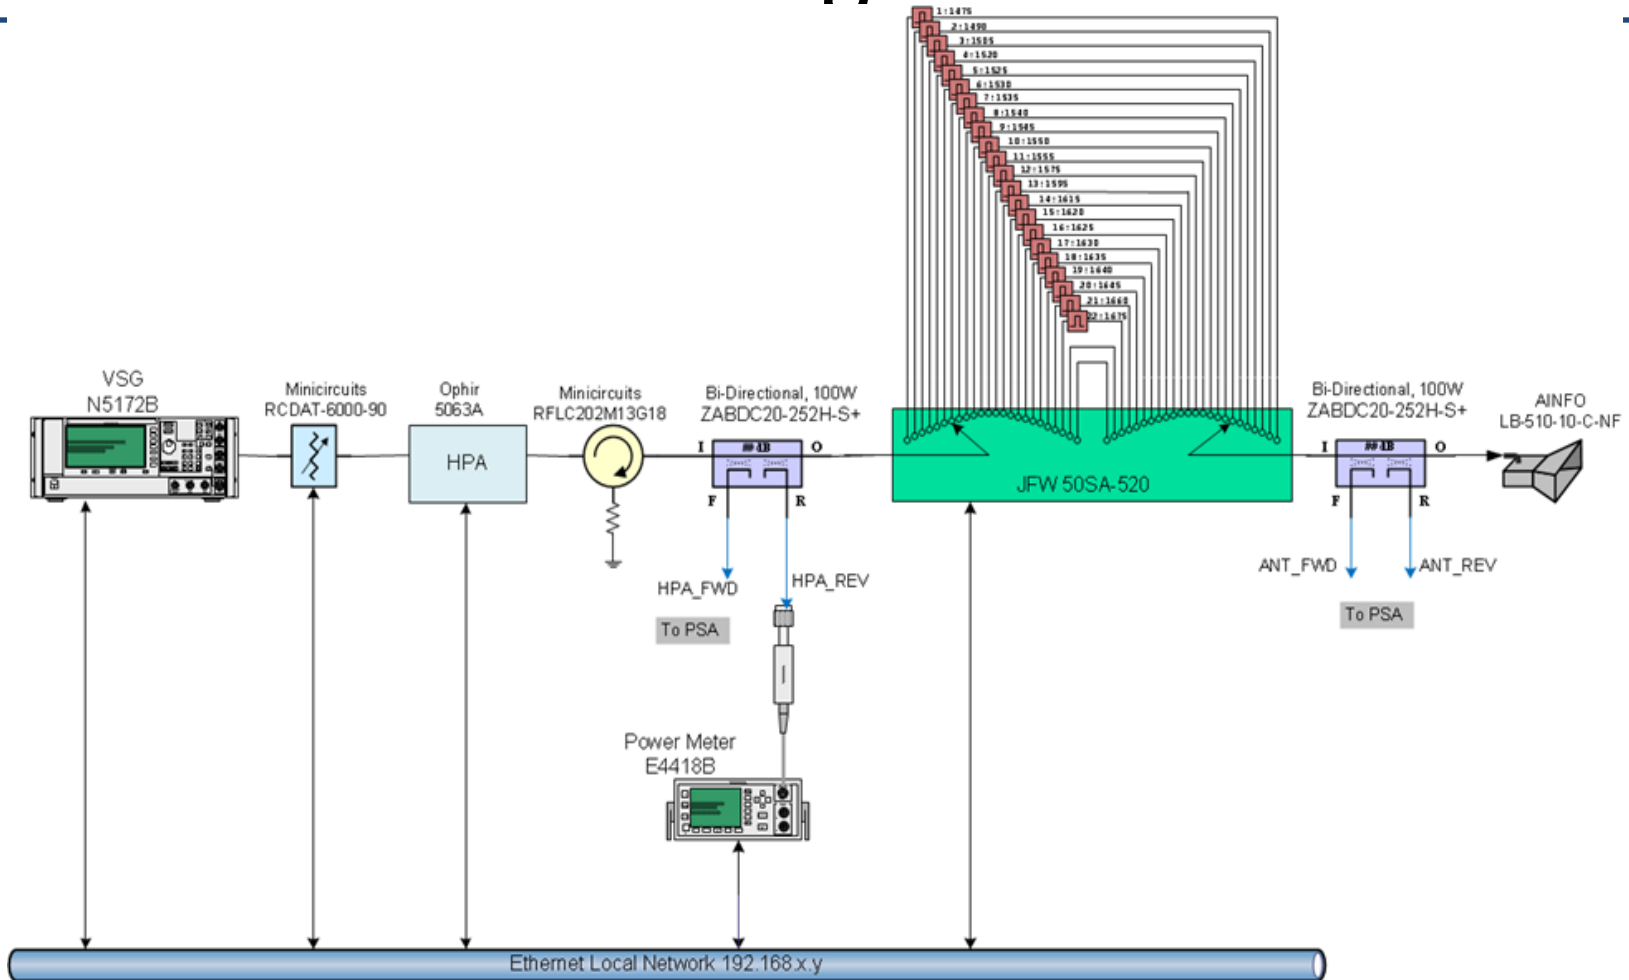 1:1475
2:1490
3:1505
4:1520
5:1525
6:1530
7:1535
8:1540
9:1545
10:1550
11:1555
12:1575
13:1595
14:1615
15:1620
16:1625
17:1630
18:1635
19:1640
20:1645
21:1660
22:1675
VSG
N5172B
Minicircuits
RCDAT-6000-90
Ophir
5063A
Minicircuits
RFLC202M13G18
Bi-Directional, 100W
ZABDC20-252H-S+
Bi-Directional, 100W
ZABDC20-252H-S+
AINFO
LB-510-10-C-NF
HPA
I
## dB
O
F
R
JFW 50SA-520
I
## dB
O
F
R
HPA_FWD
HPA_REV
To PSA
ANT_FWD
ANT_REV
To PSA
Power Meter
E4418B
Ethernet Local Network 192.168.x.y